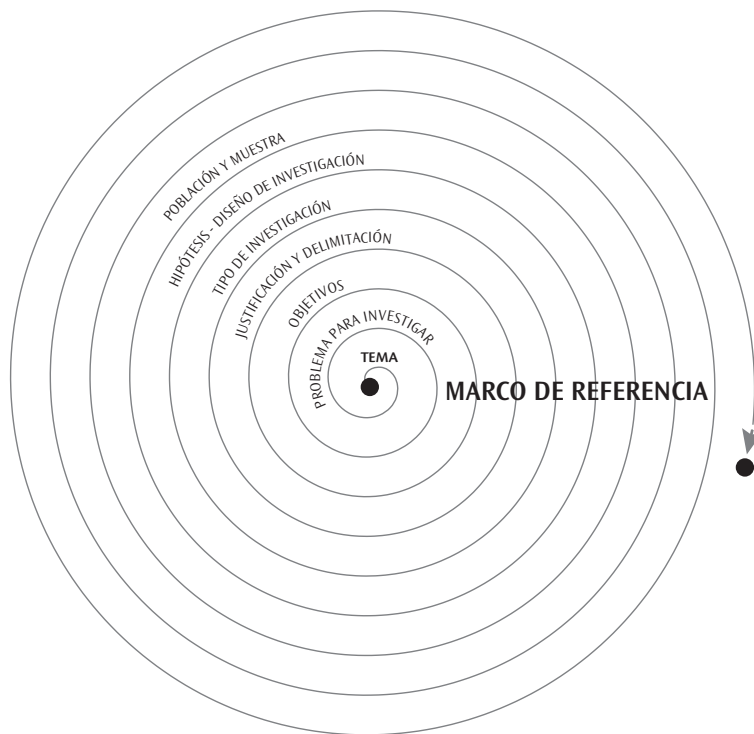 POBLACIÓN Y MUESTRA
HIPÓTESIS - DISEÑO DE INVESTIGACIÓN
TIPO DE INVESTIGACIÓN
JUSTIFICACIÓN Y DELIMITACIÓN
OBJETIVOS
PROBLEMA PARA INVESTIGAR
TEMA
MARCO DE REFERENCIA